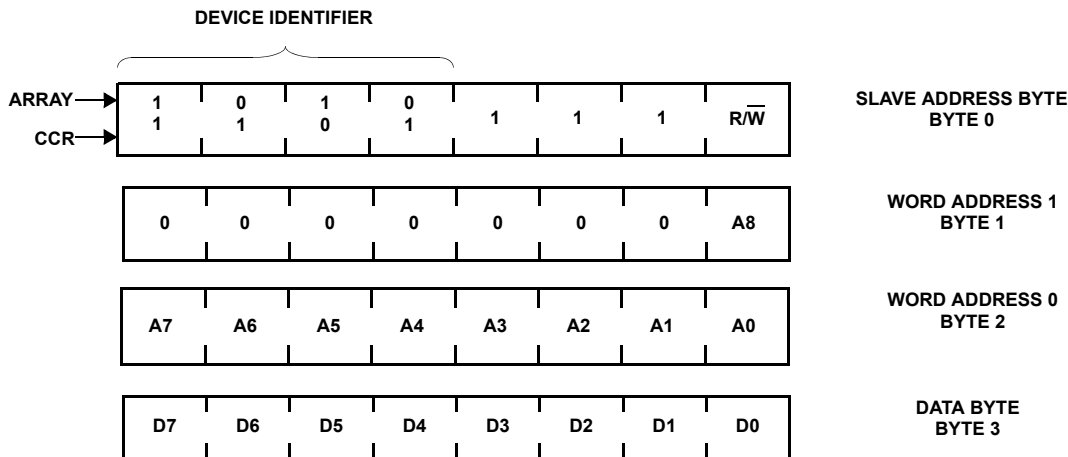 DEVICE IDENTIFIER
ARRAY
CCR
1 0 1 0
1 1 0 1
1 1 1 R/W̅
SLAVE ADDRESS BYTE
BYTE 0
0 0 0 0 0 0 0 A8
WORD ADDRESS 1
BYTE 1
A7 A6 A5 A4 A3 A2 A1 A0
WORD ADDRESS 0
BYTE 2
D7 D6 D5 D4 D3 D2 D1 D0
DATA BYTE
BYTE 3